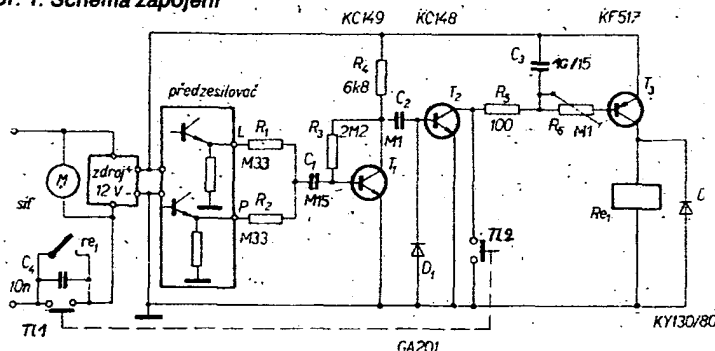 Schéma zapojení
KC149 KC148 KF517
předzesilovač
R4
6k8
C2
M1
T2
C3
1G/15
R5
100
R6
M1
T3
L
R1
M33
R3
2M2
C1
M15
T1
P
R2
M33
zdroj
12 V
+
-
M
síť
re1
C4
10n
Tl1
D1
Tl2
Re1
D
GA201
KY130/80